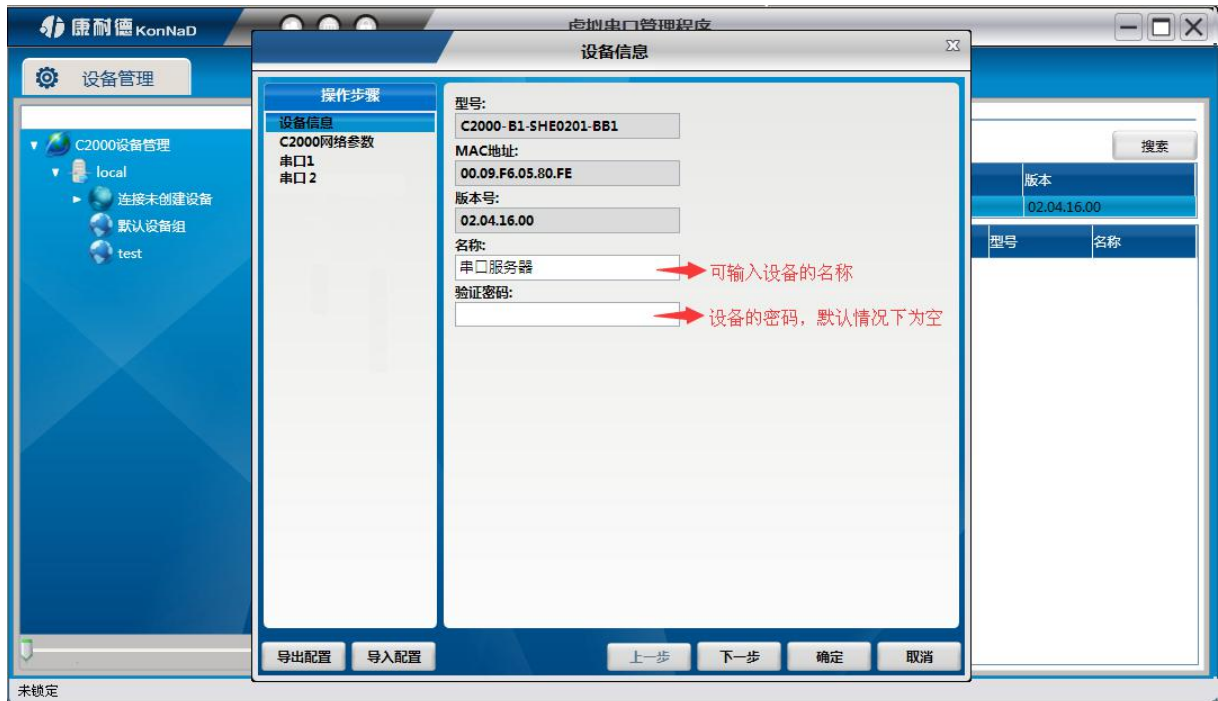 康耐德KonNaD
虚拟串口管理程序
设备信息
设备管理
操作步骤
设备信息
C2000网络参数
串口1
串口2
型号:
C2000-B1-SHE0201-BB1
MAC地址:
00.09.F6.05.80.FE
版本号:
02.04.16.00
名称:
串口服务器
可输入设备的名称
验证密码:
设备的密码，默认情况下为空
C2000设备管理
local
连接未创建设备
默认设备组
test
搜索
版本
02.04.16.00
型号 名称
导出配置 导入配置 上一步 下一步 确定 取消
未锁定